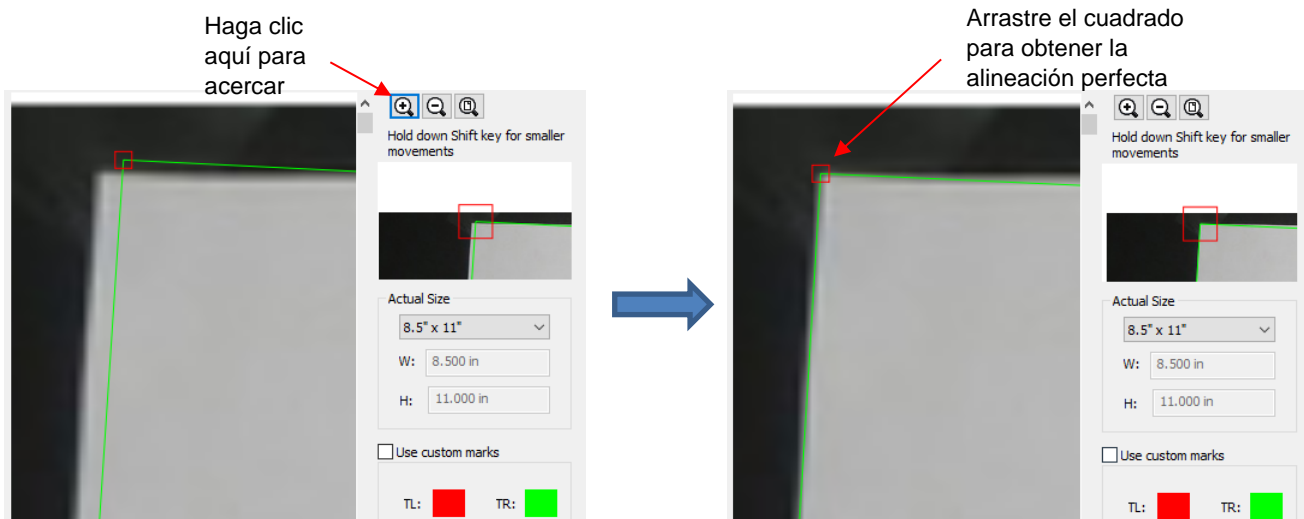 Haga clic
aquí para
acercar
Hold down Shift key for smaller
movements
Actual Size
8.5" x 11"
W: 8.500 in
H: 11.000 in
Use custom marks
TL: TR:
Arrastre el cuadrado
para obtener la
alineación perfecta
Hold down Shift key for smaller
movements
Actual Size
8.5" x 11"
W: 8.500 in
H: 11.000 in
Use custom marks
TL: TR: